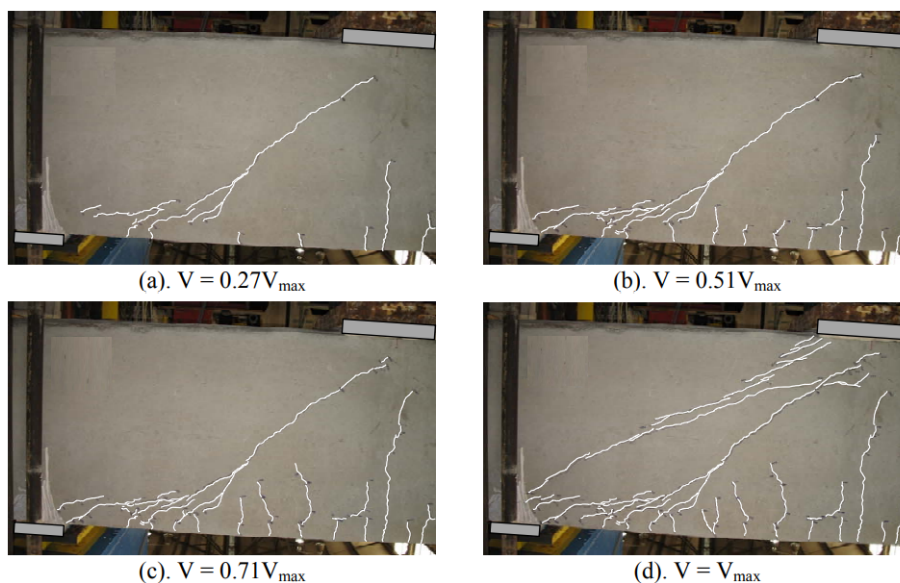 (a). V = 0.27Vmax
(b). V = 0.51Vmax
(c). V = 0.71Vmax
(d). V = Vmax